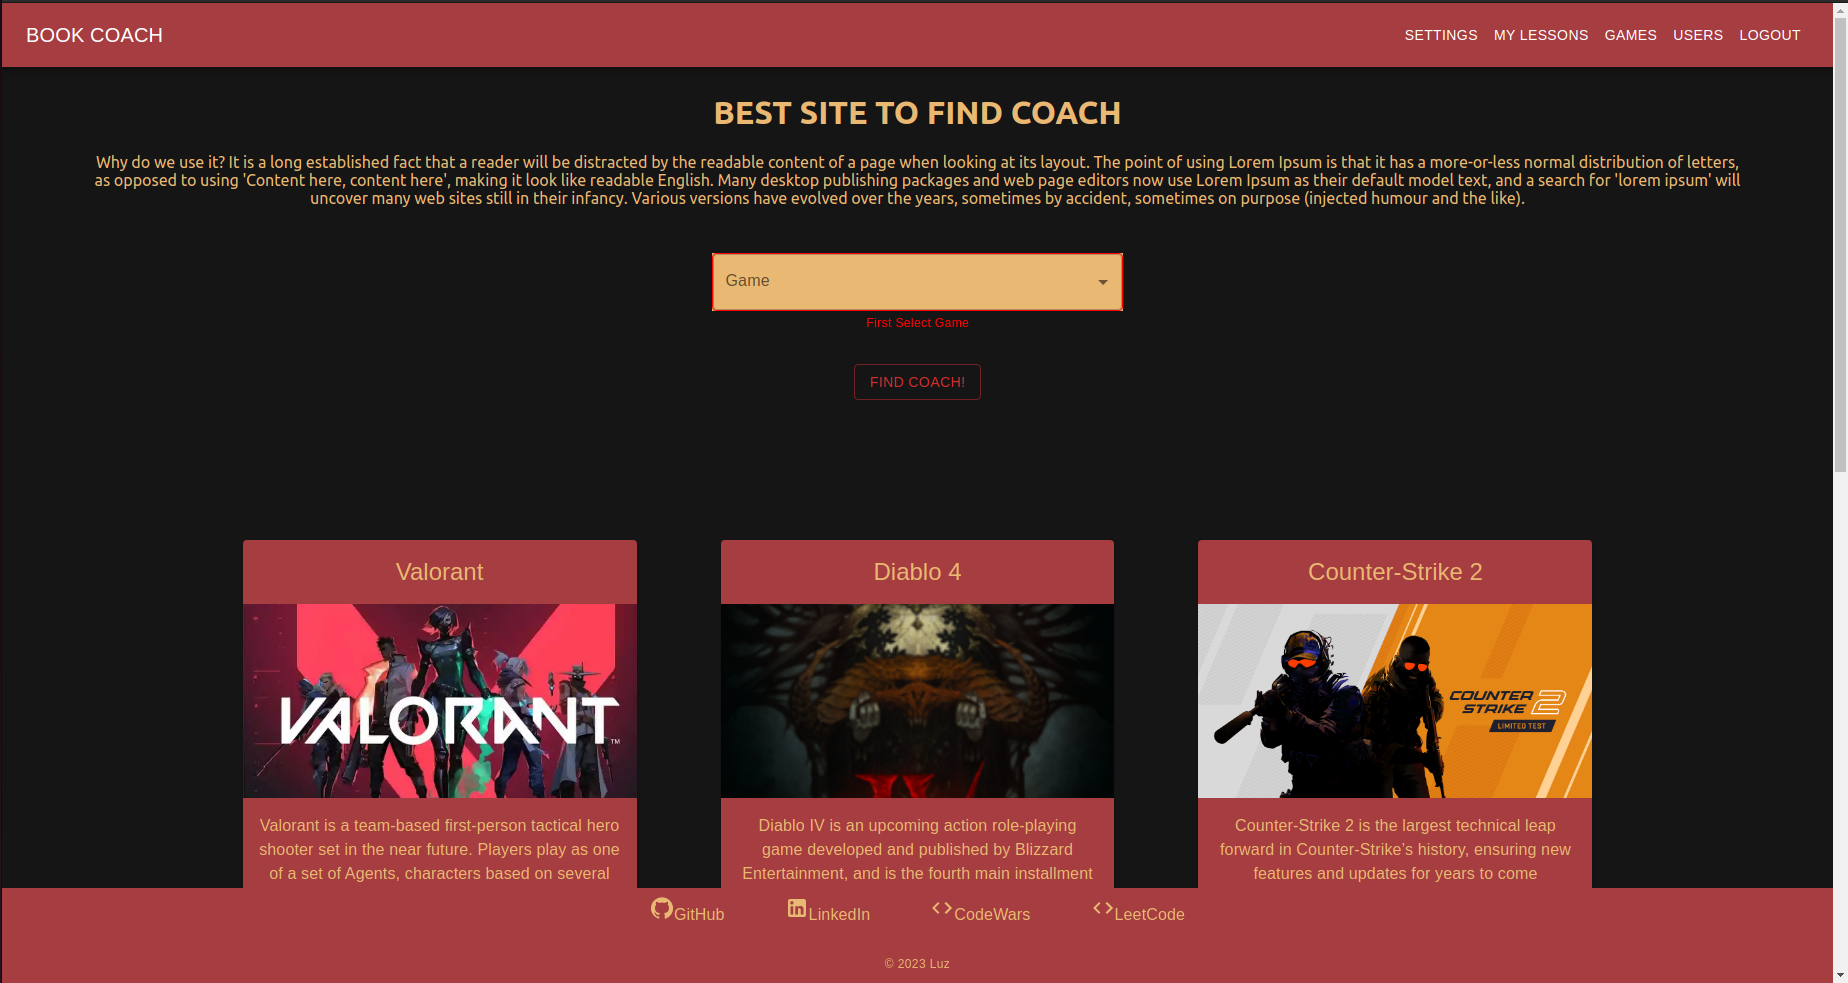 BOOK COACH
SETTINGS MY LESSONS GAMES USERS LOGOUT
BEST SITE TO FIND COACH
Why do we use it? It is a long established fact that a reader will be distracted by the readable content of a page when looking at its layout. The point of using Lorem Ipsum is that it has a more-or-less normal distribution of letters,
as opposed to using 'Content here, content here', making it look like readable English. Many desktop publishing packages and web page editors now use Lorem Ipsum as their default model text, and a search for 'lorem ipsum' will
uncover many web sites still in their infancy. Various versions have evolved over the years, sometimes by accident, sometimes on purpose (injected humour and the like).
Game
First Select Game
FIND COACH!
Valorant
VALORANT™
Valorant is a team-based first-person tactical hero
shooter set in the near future. Players play as one
of a set of Agents, characters based on several
Diablo 4
IV
Diablo IV is an upcoming action role-playing
game developed and published by Blizzard
Entertainment, and is the fourth main installment
Counter-Strike 2
COUNTER
STRIKE 2
LIMITED TEST
Counter-Strike 2 is the largest technical leap
forward in Counter-Strike's history, ensuring new
features and updates for years to come
GitHub
LinkedIn
CodeWars
LeetCode
© 2023 Luz